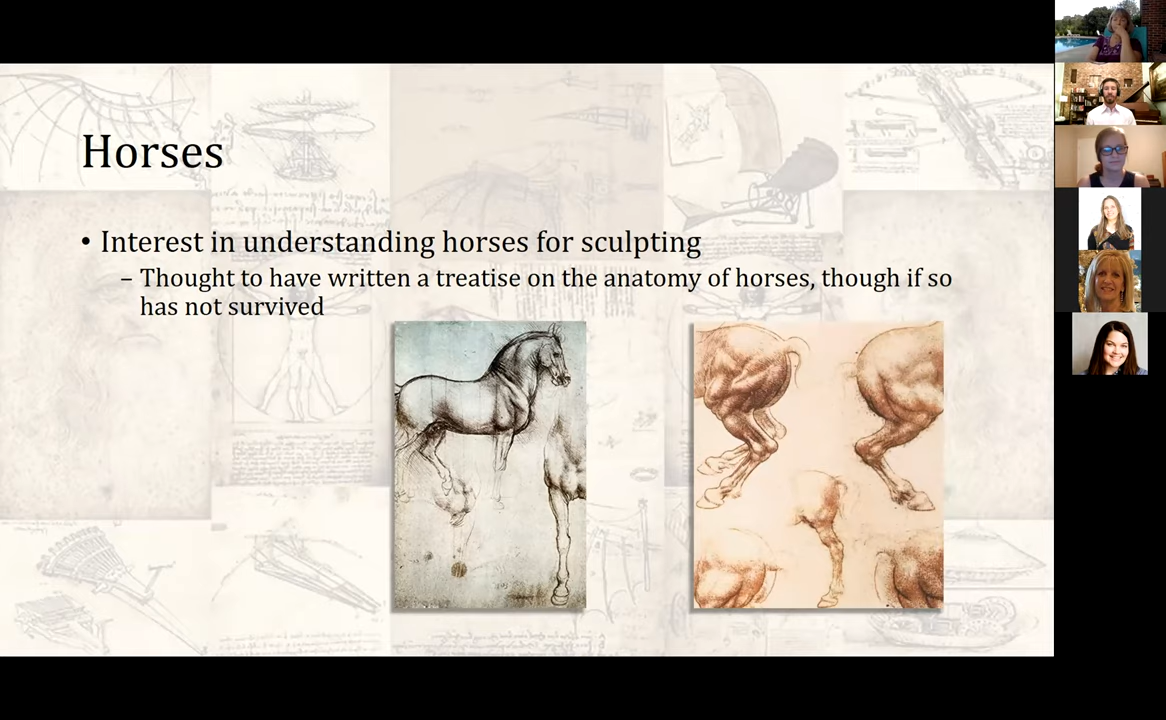 Horses
• Interest in understanding horses for sculpting
– Thought to have written a treatise on the anatomy of horses, though if so
has not survived